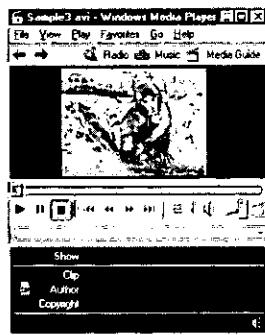 Sample3.avi - Windows Media Player
File View Play Favorites Go Help
Radio Music Media Guide
Show
Clip
Author
Copyright